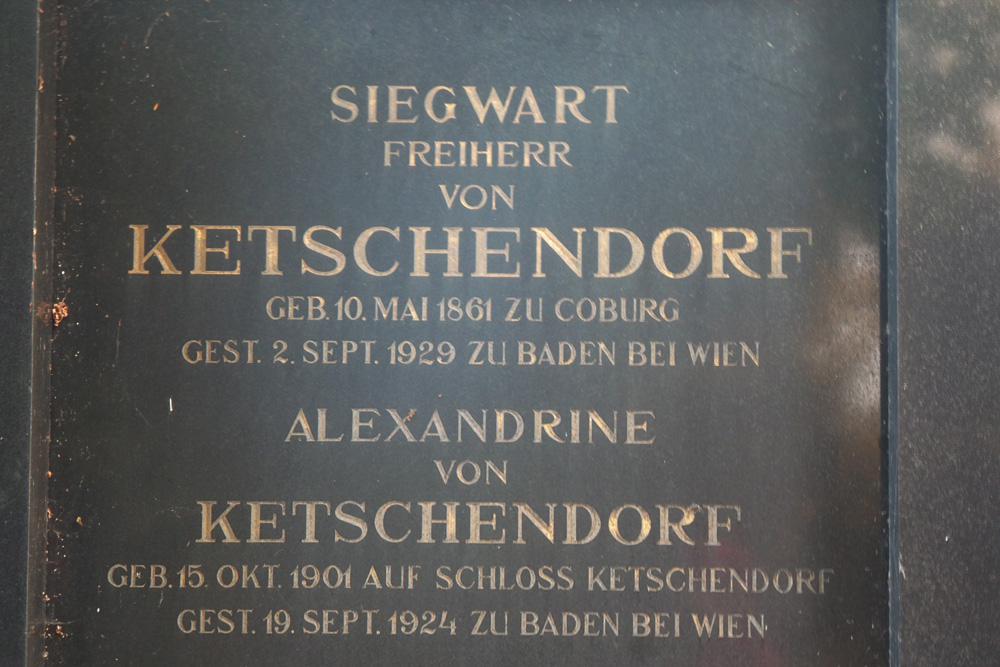 SIEGWART
FREIHERR
VON
KETSCHENDORF
GEB. 10. MAI 1861 ZU COBURG
GEST. 2. SEPT. 1929 ZU BADEN BEI WIEN
ALEXANDRINE
VON
KETSCHENDORF
GEB. 15. OKT. 1901 AUF SCHLOSS KETSCHENDORF
GEST. 19. SEPT. 1924 ZU BADEN BEI WIEN